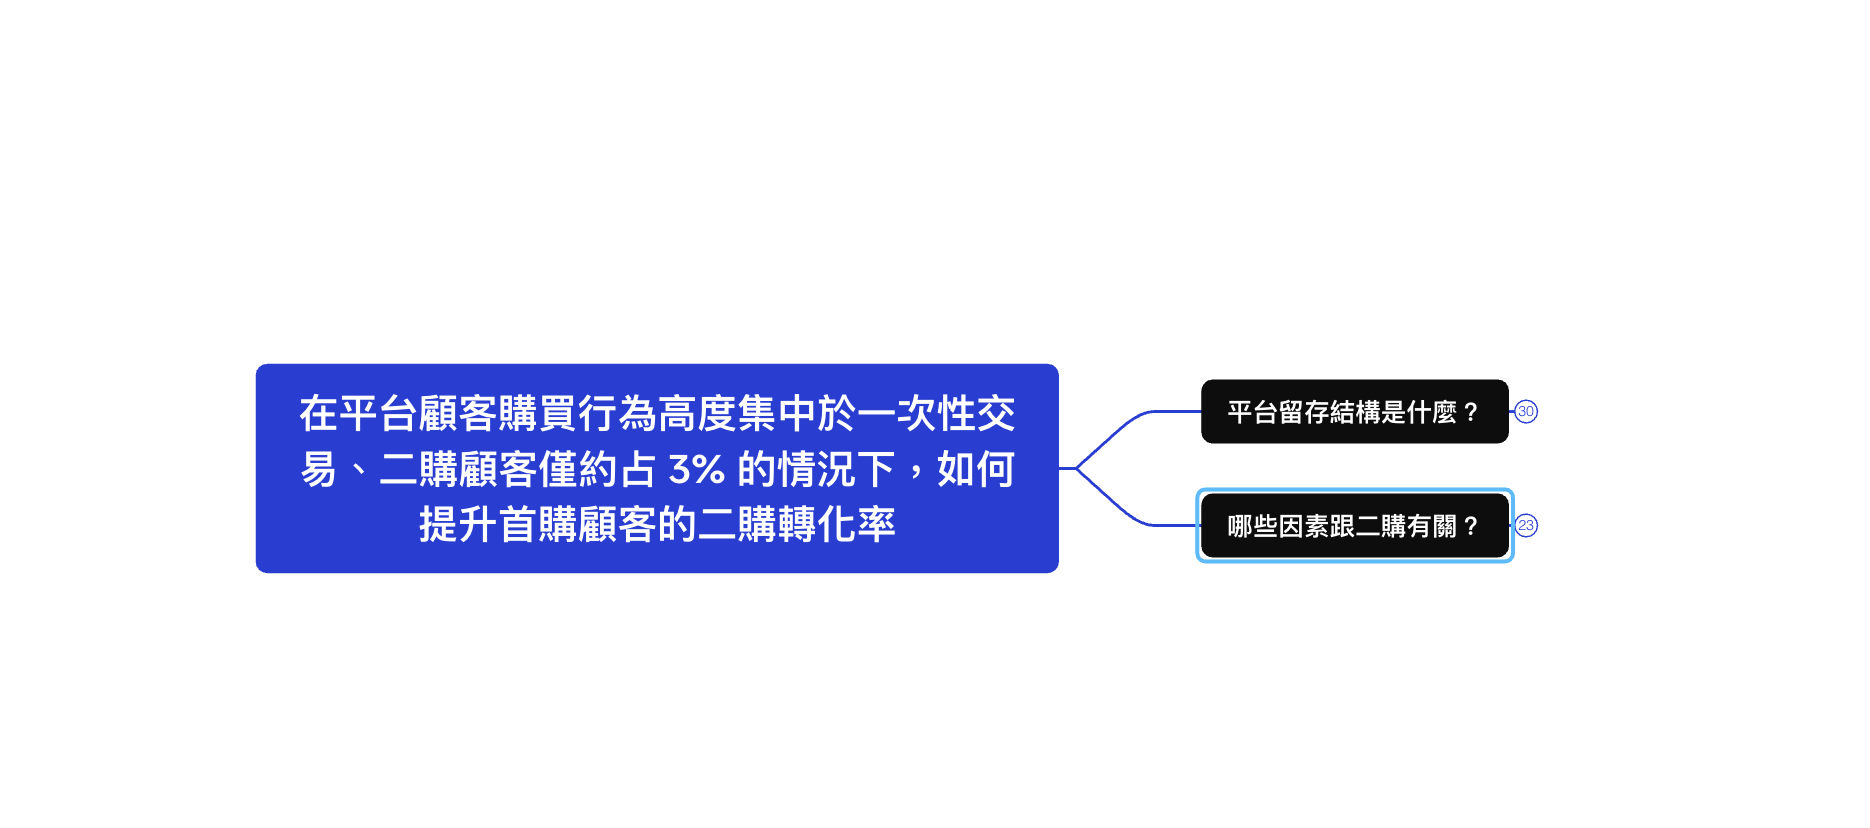 在平台顧客購買行為高度集中於一次性交
易、二購顧客僅約占 3% 的情況下，如何
提升首購顧客的二購轉化率
平台留存結構是什麼？
30
哪些因素跟二購有關？
23